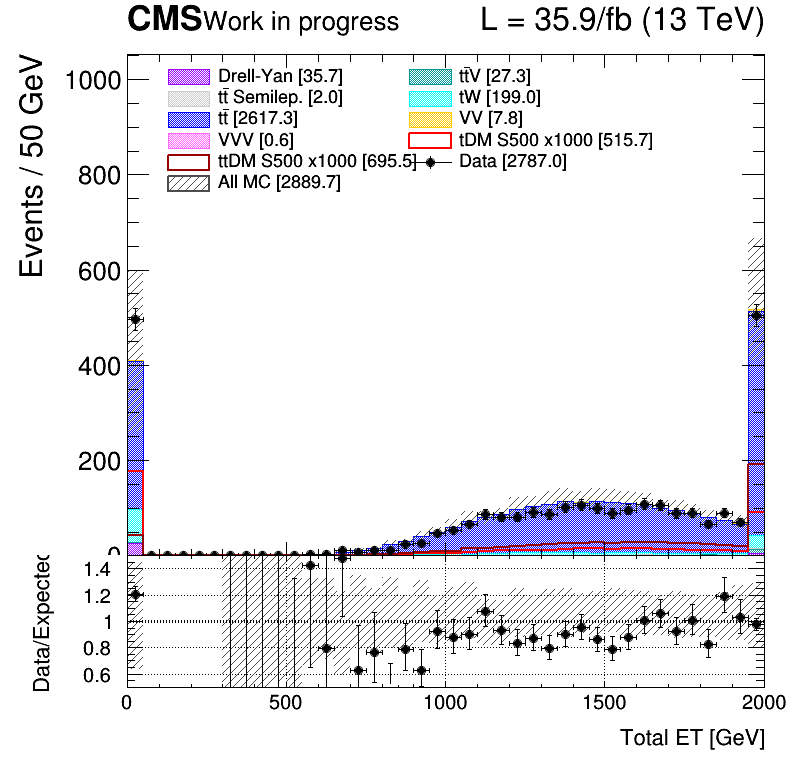 CMS Work in progress L = 35.9/fb (13 TeV)
Events / 50 GeV
1000
800
600
400
200
0
Drell-Yan [35.7]
tt̄ Semilep. [2.0]
tt̄ [2617.3]
VVV [0.6]
ttDM S500 x1000 [695.5]
All MC [2889.7]
tt̄V [27.3]
tW [199.0]
VV [7.8]
tDM S500 x1000 [515.7]
Data [2787.0]
Data/Expected
1.4
1.2
1
0.8
0.6
0 500 1000 1500 2000
Total ET [GeV]